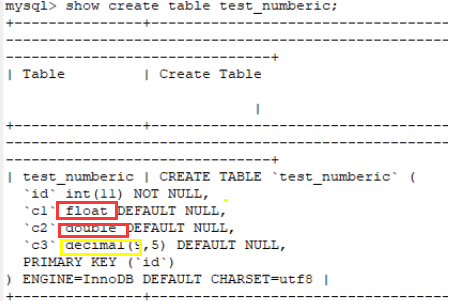 mysql> show create table test_numberic;
+---------------+--------------------------------
-------------------------------------------------
-----------------------------+
| Table | Create Table
|
+---------------+--------------------------------
-------------------------------------------------
-----------------------------+
| test_numberic | CREATE TABLE `test_numberic` (
`id` int(11) NOT NULL,
`c1` float DEFAULT NULL,
`c2` double DEFAULT NULL,
`c3` decimal(9,5) DEFAULT NULL,
PRIMARY KEY (`id`)
) ENGINE=InnoDB DEFAULT CHARSET=utf8 |
+---------------+--------------------------------